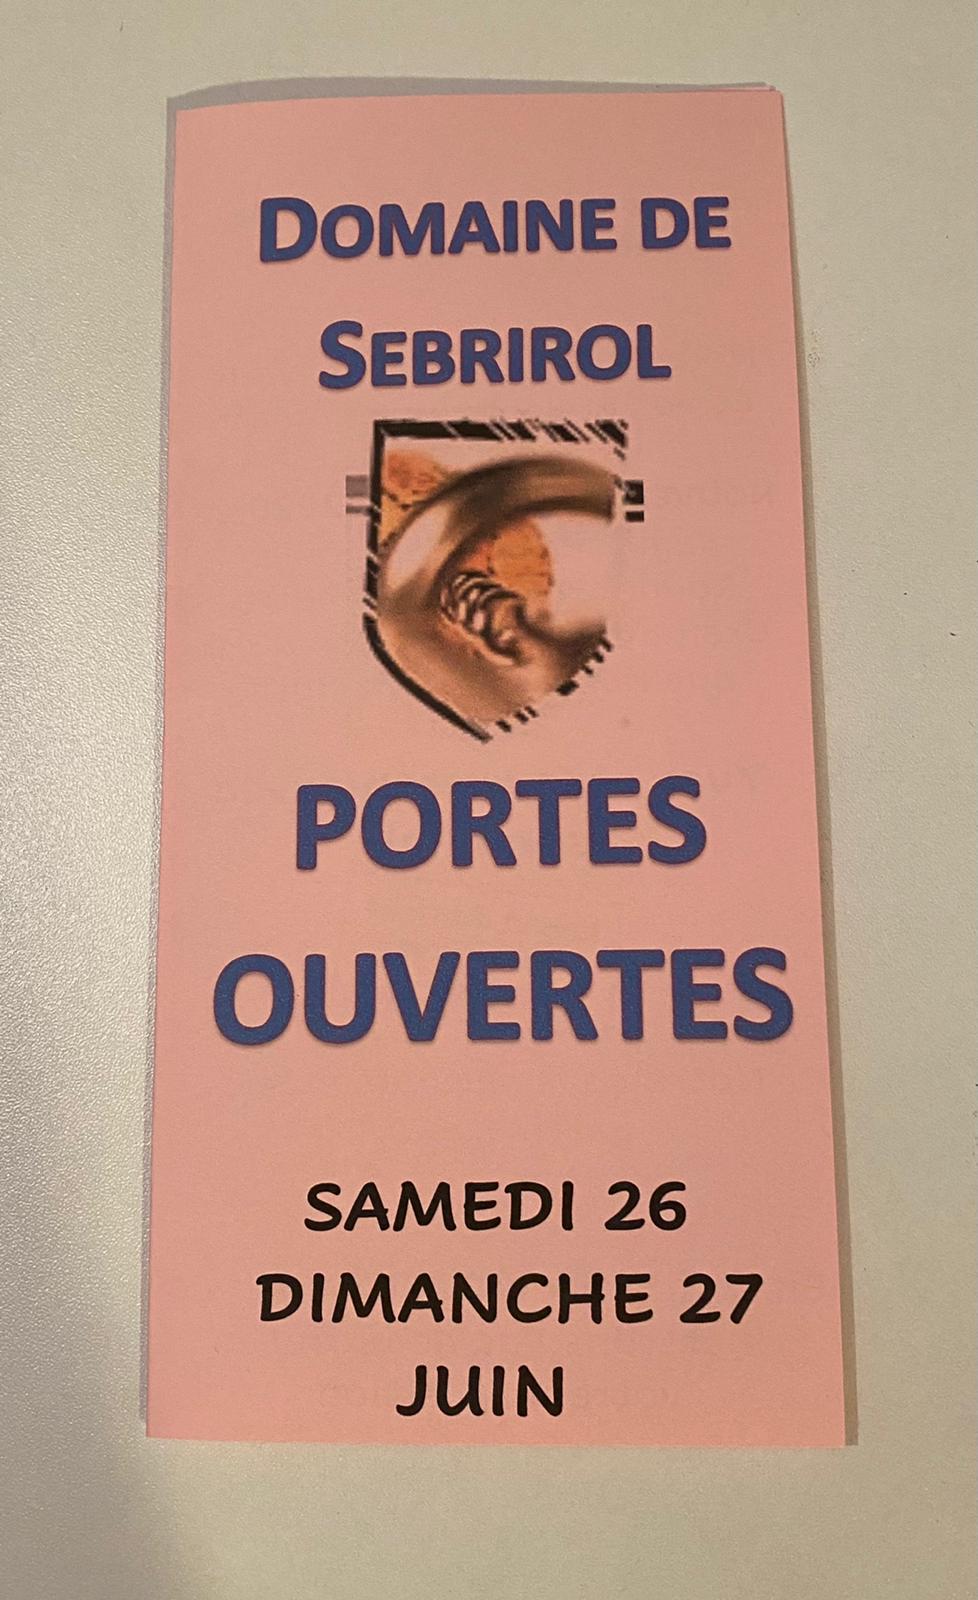 DOMAINE DE
SEBRIROL
PORTES
OUVERTES
SAMEDI 26
DIMANCHE 27
JUIN